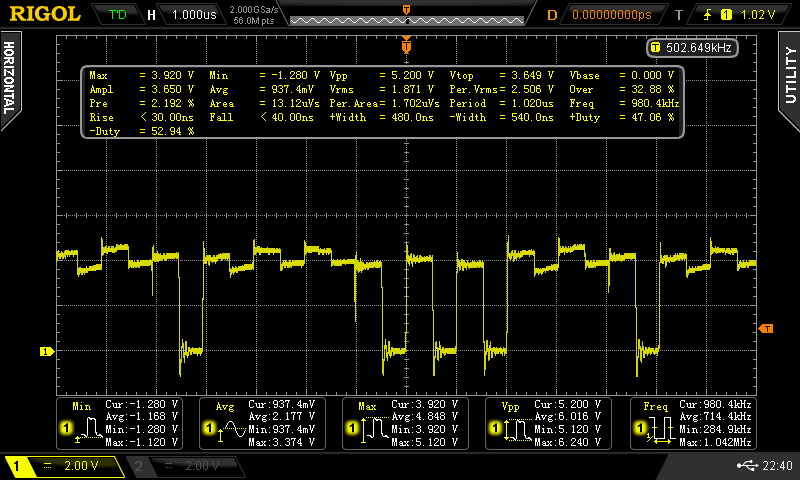 RIGOL T'D H 1.000us 2.000GSa/s 56.0M pts T D 0.00000000ps T 1 1.02 V
HORIZONTAL
UTILITY
T
T 502.649kHz
Max = 3.920 V Min = -1.280 V Vpp = 5.200 V Vtop = 3.649 V Vbase = 0.000 V
Ampl = 3.650 V Avg = 937.4mV Vrms = 1.871 V Per.Vrms= 2.506 V Over = 32.88 %
Pre = 2.192 % Area = 13.12uVs Per.Area= 1.702uVs Period = 1.020us Freq = 980.4kHz
Rise < 30.00ns Fall < 40.00ns +Width = 480.0ns -Width = 540.0ns +Duty = 47.06 %
-Duty = 52.94 %
T
1
Min Cur:-1.280 V
Avg:-1.168 V
1 Min:-1.280 V
Max:-1.120 V
Avg Cur:937.4mV
Avg:2.177 V
1 Min:937.4mV
Max:3.374 V
Max Cur:3.920 V
Avg:4.848 V
1 Min:3.920 V
Max:5.120 V
Vpp Cur:5.200 V
Avg:6.016 V
1 Min:5.120 V
Max:6.240 V
Freq Cur:980.4kHz
Avg:714.4kHz
1 Min:284.9kHz
Max:1.042MHz
1 2.00 V 2 2.00 V 22:40